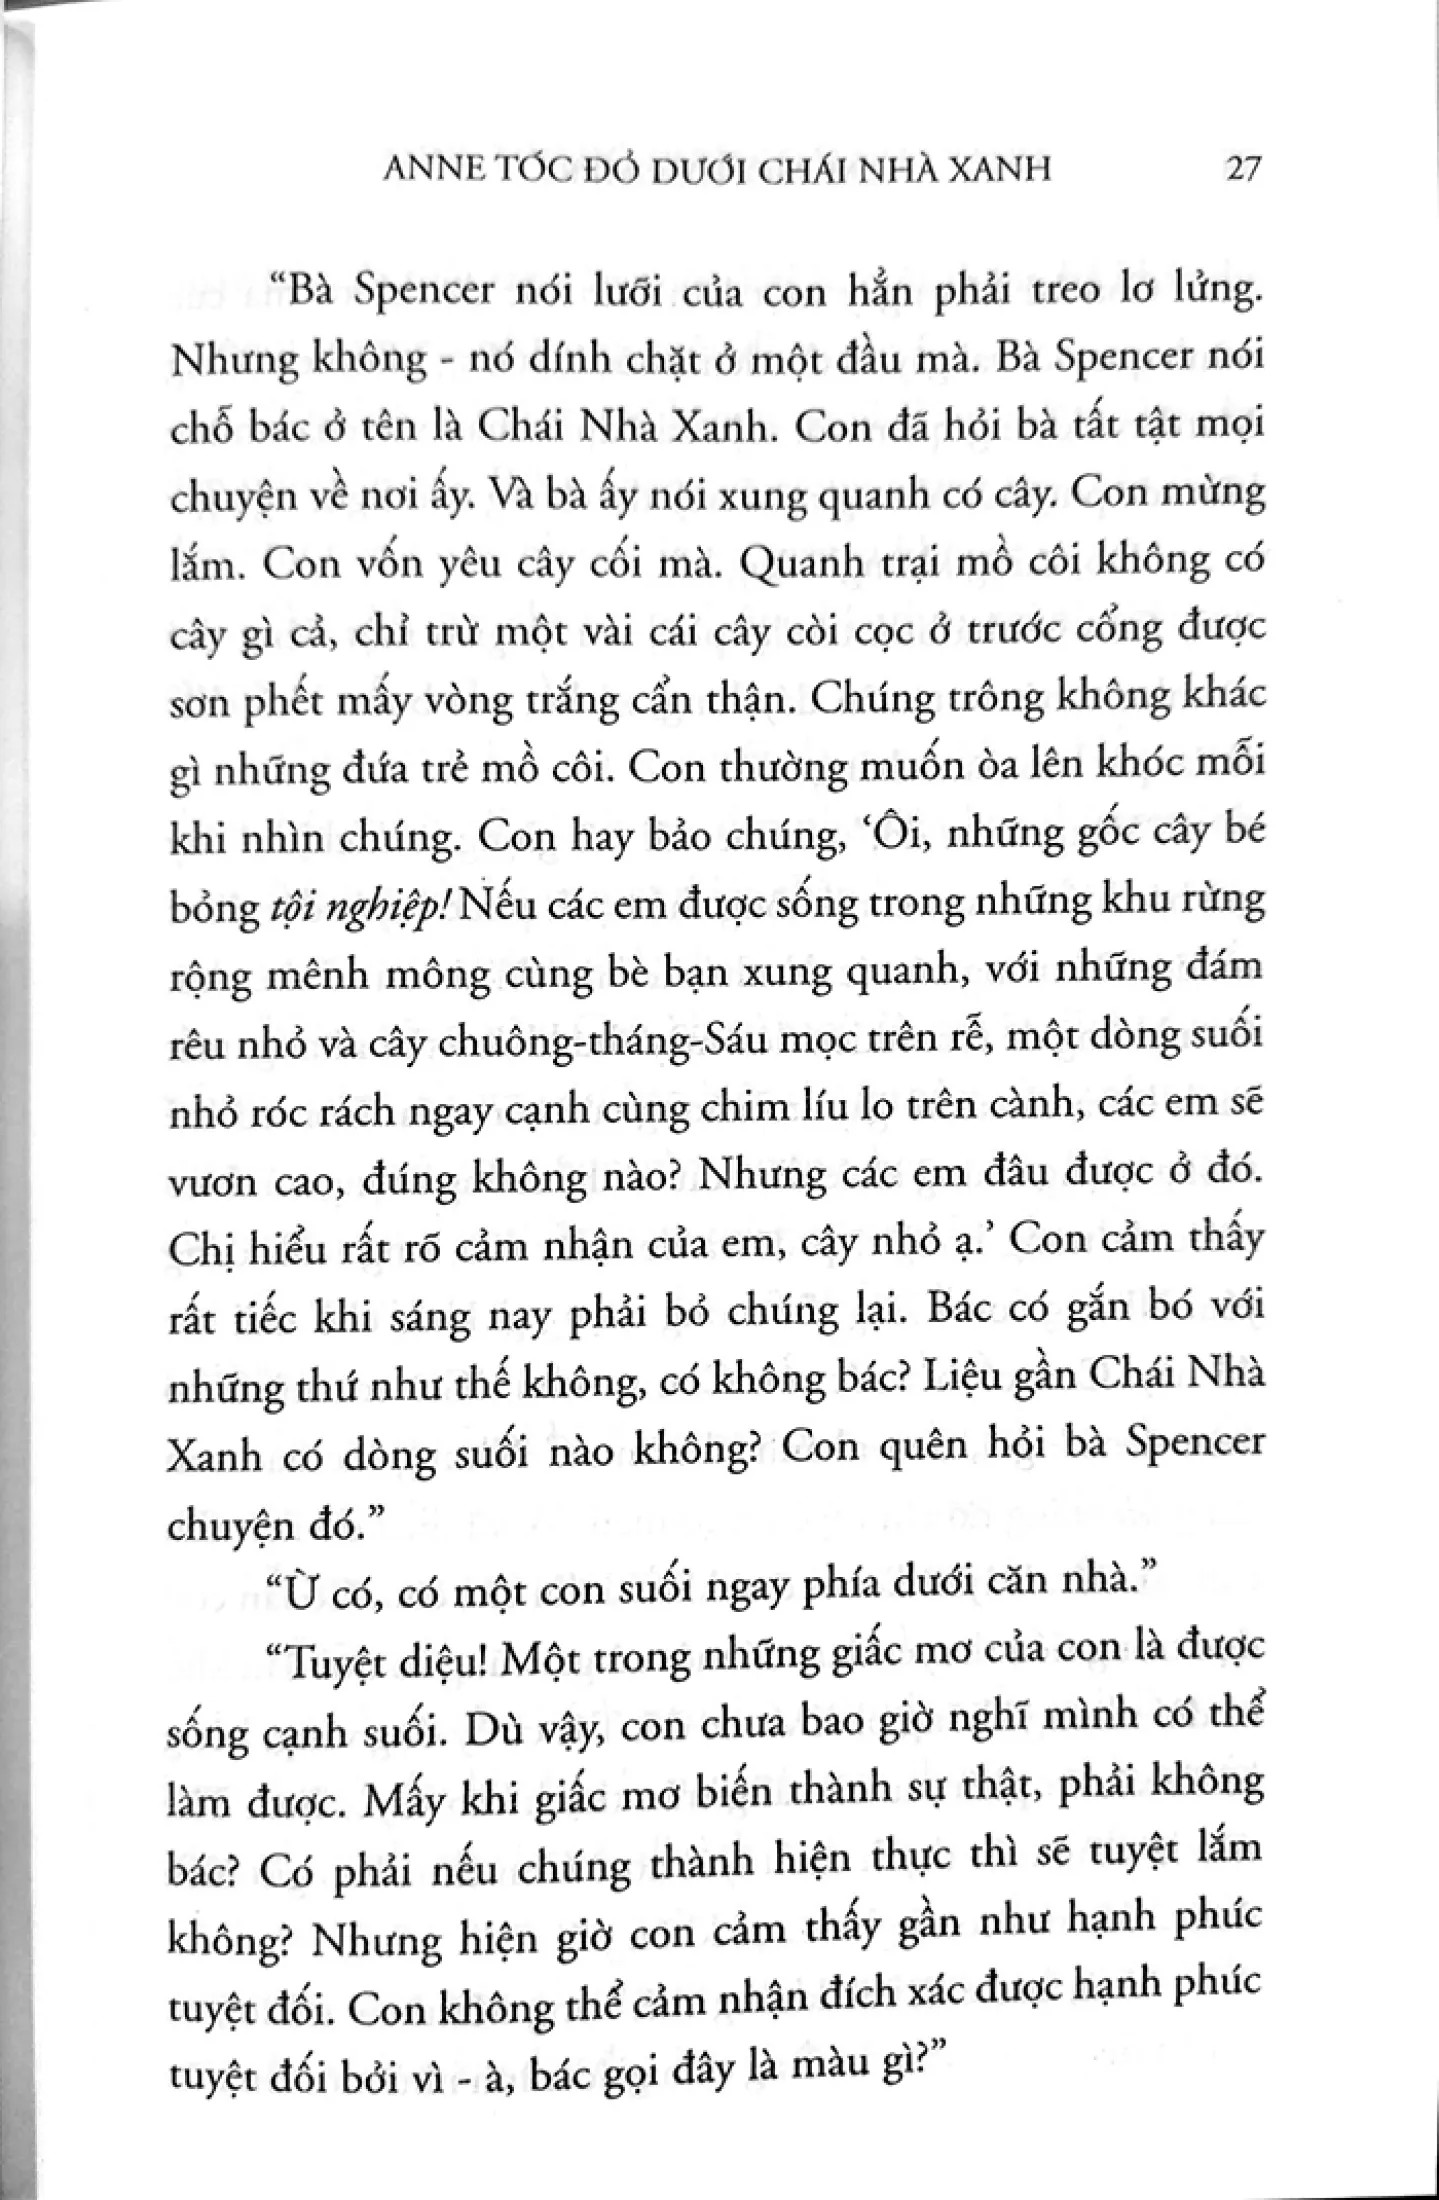 ANNE TÓC ĐỎ DƯỚI CHÁI NHÀ XANH 27
“Bà Spencer nói lưỡi của con hẳn phải treo lơ lửng.
Nhưng không - nó dính chặt ở một đầu mà. Bà Spencer nói
chỗ bác ở tên là Chái Nhà Xanh. Con đã hỏi bà tất tật mọi
chuyện về nơi ấy. Và bà ấy nói xung quanh có cây. Con mừng
lắm. Con vốn yêu cây cối mà. Quanh trại mồ côi không có
cây gì cả, chỉ trừ một vài cái cây còi cọc ở trước cổng được
sơn phết mấy vòng trắng cẩn thận. Chúng trông không khác
gì những đứa trẻ mồ côi. Con thường muốn òa lên khóc mỗi
khi nhìn chúng. Con hay bảo chúng, ‘Ôi, những gốc cây bé
bỏng tội nghiệp! Nếu các em được sống trong những khu rừng
rộng mênh mông cùng bè bạn xung quanh, với những đám
rêu nhỏ và cây chuông-tháng-Sáu mọc trên rễ, một dòng suối
nhỏ róc rách ngay cạnh cùng chim líu lo trên cành, các em sẽ
vươn cao, đúng không nào? Nhưng các em đâu được ở đó.
Chị hiểu rất rõ cảm nhận của em, cây nhỏ ạ.’ Con cảm thấy
rất tiếc khi sáng nay phải bỏ chúng lại. Bác có gắn bó với
những thứ như thế không, có không bác? Liệu gần Chái Nhà
Xanh có dòng suối nào không? Con quên hỏi bà Spencer
chuyện đó.”
“Ừ có, có một con suối ngay phía dưới căn nhà.”
“Tuyệt diệu! Một trong những giấc mơ của con là được
sống cạnh suối. Dù vậy, con chưa bao giờ nghĩ mình có thể
làm được. Mấy khi giấc mơ biến thành sự thật, phải không
bác? Có phải nếu chúng thành hiện thực thì sẽ tuyệt lắm
không? Nhưng hiện giờ con cảm thấy gần như hạnh phúc
tuyệt đối. Con không thể cảm nhận đích xác được hạnh phúc
tuyệt đối bởi vì - à, bác gọi đây là màu gì?”